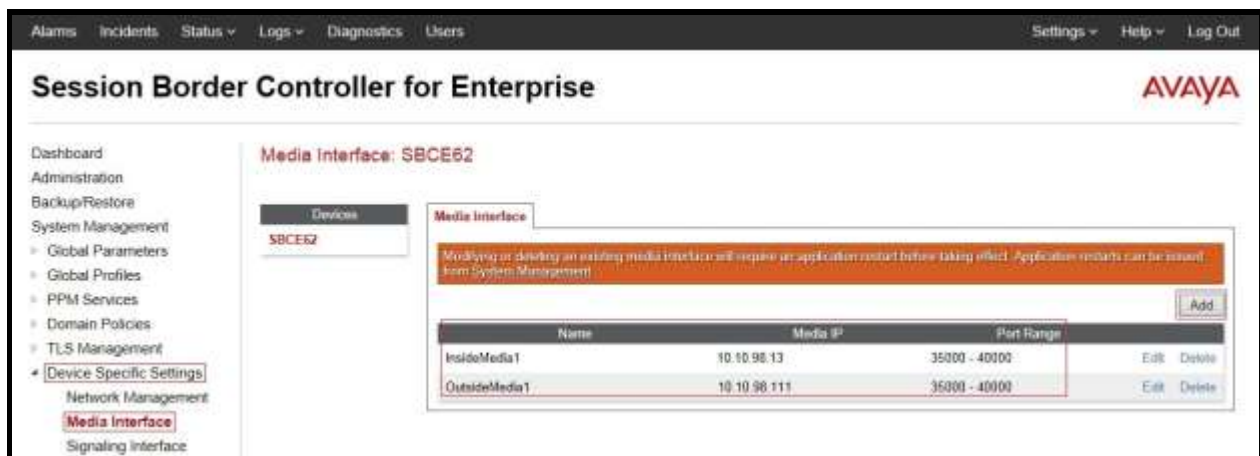 Alarms Incidents Status Logs Diagnostics Users Settings Help Log Out
Session Border Controller for Enterprise
AVAYA
Dashboard
Administration
Backup/Restore
System Management
Global Parameters
Global Profiles
PPM Services
Domain Policies
TLS Management
Device Specific Settings
Network Management
Media Interface
Signaling Interface
Media Interface: SBCE62
Devices
SBCE62
Media Interface
Modifying or deleting an existing media interface will require an application restart before taking effect. Application restarts can be issued
from System Management.
Add
Name Media IP Port Range
InsideMedia1 10.10.98.13 35000 - 40000 Edit Delete
OutsideMedia1 10.10.98.111 35000 - 40000 Edit Delete